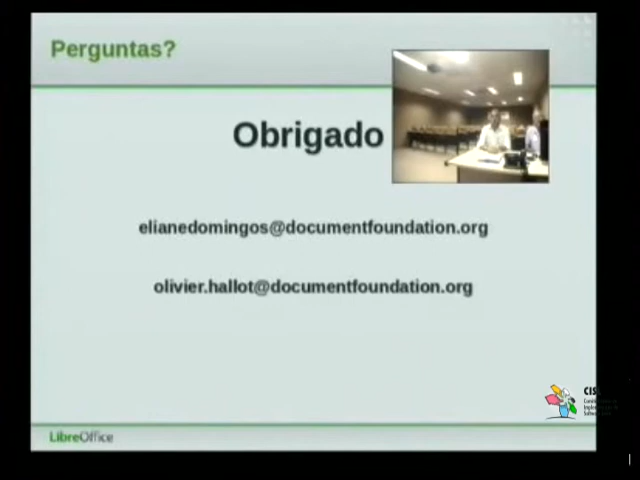 Perguntas?
Obrigado
elianedomingos@documentfoundation.org
olivier.hallot@documentfoundation.org
CIS
LibreOffice